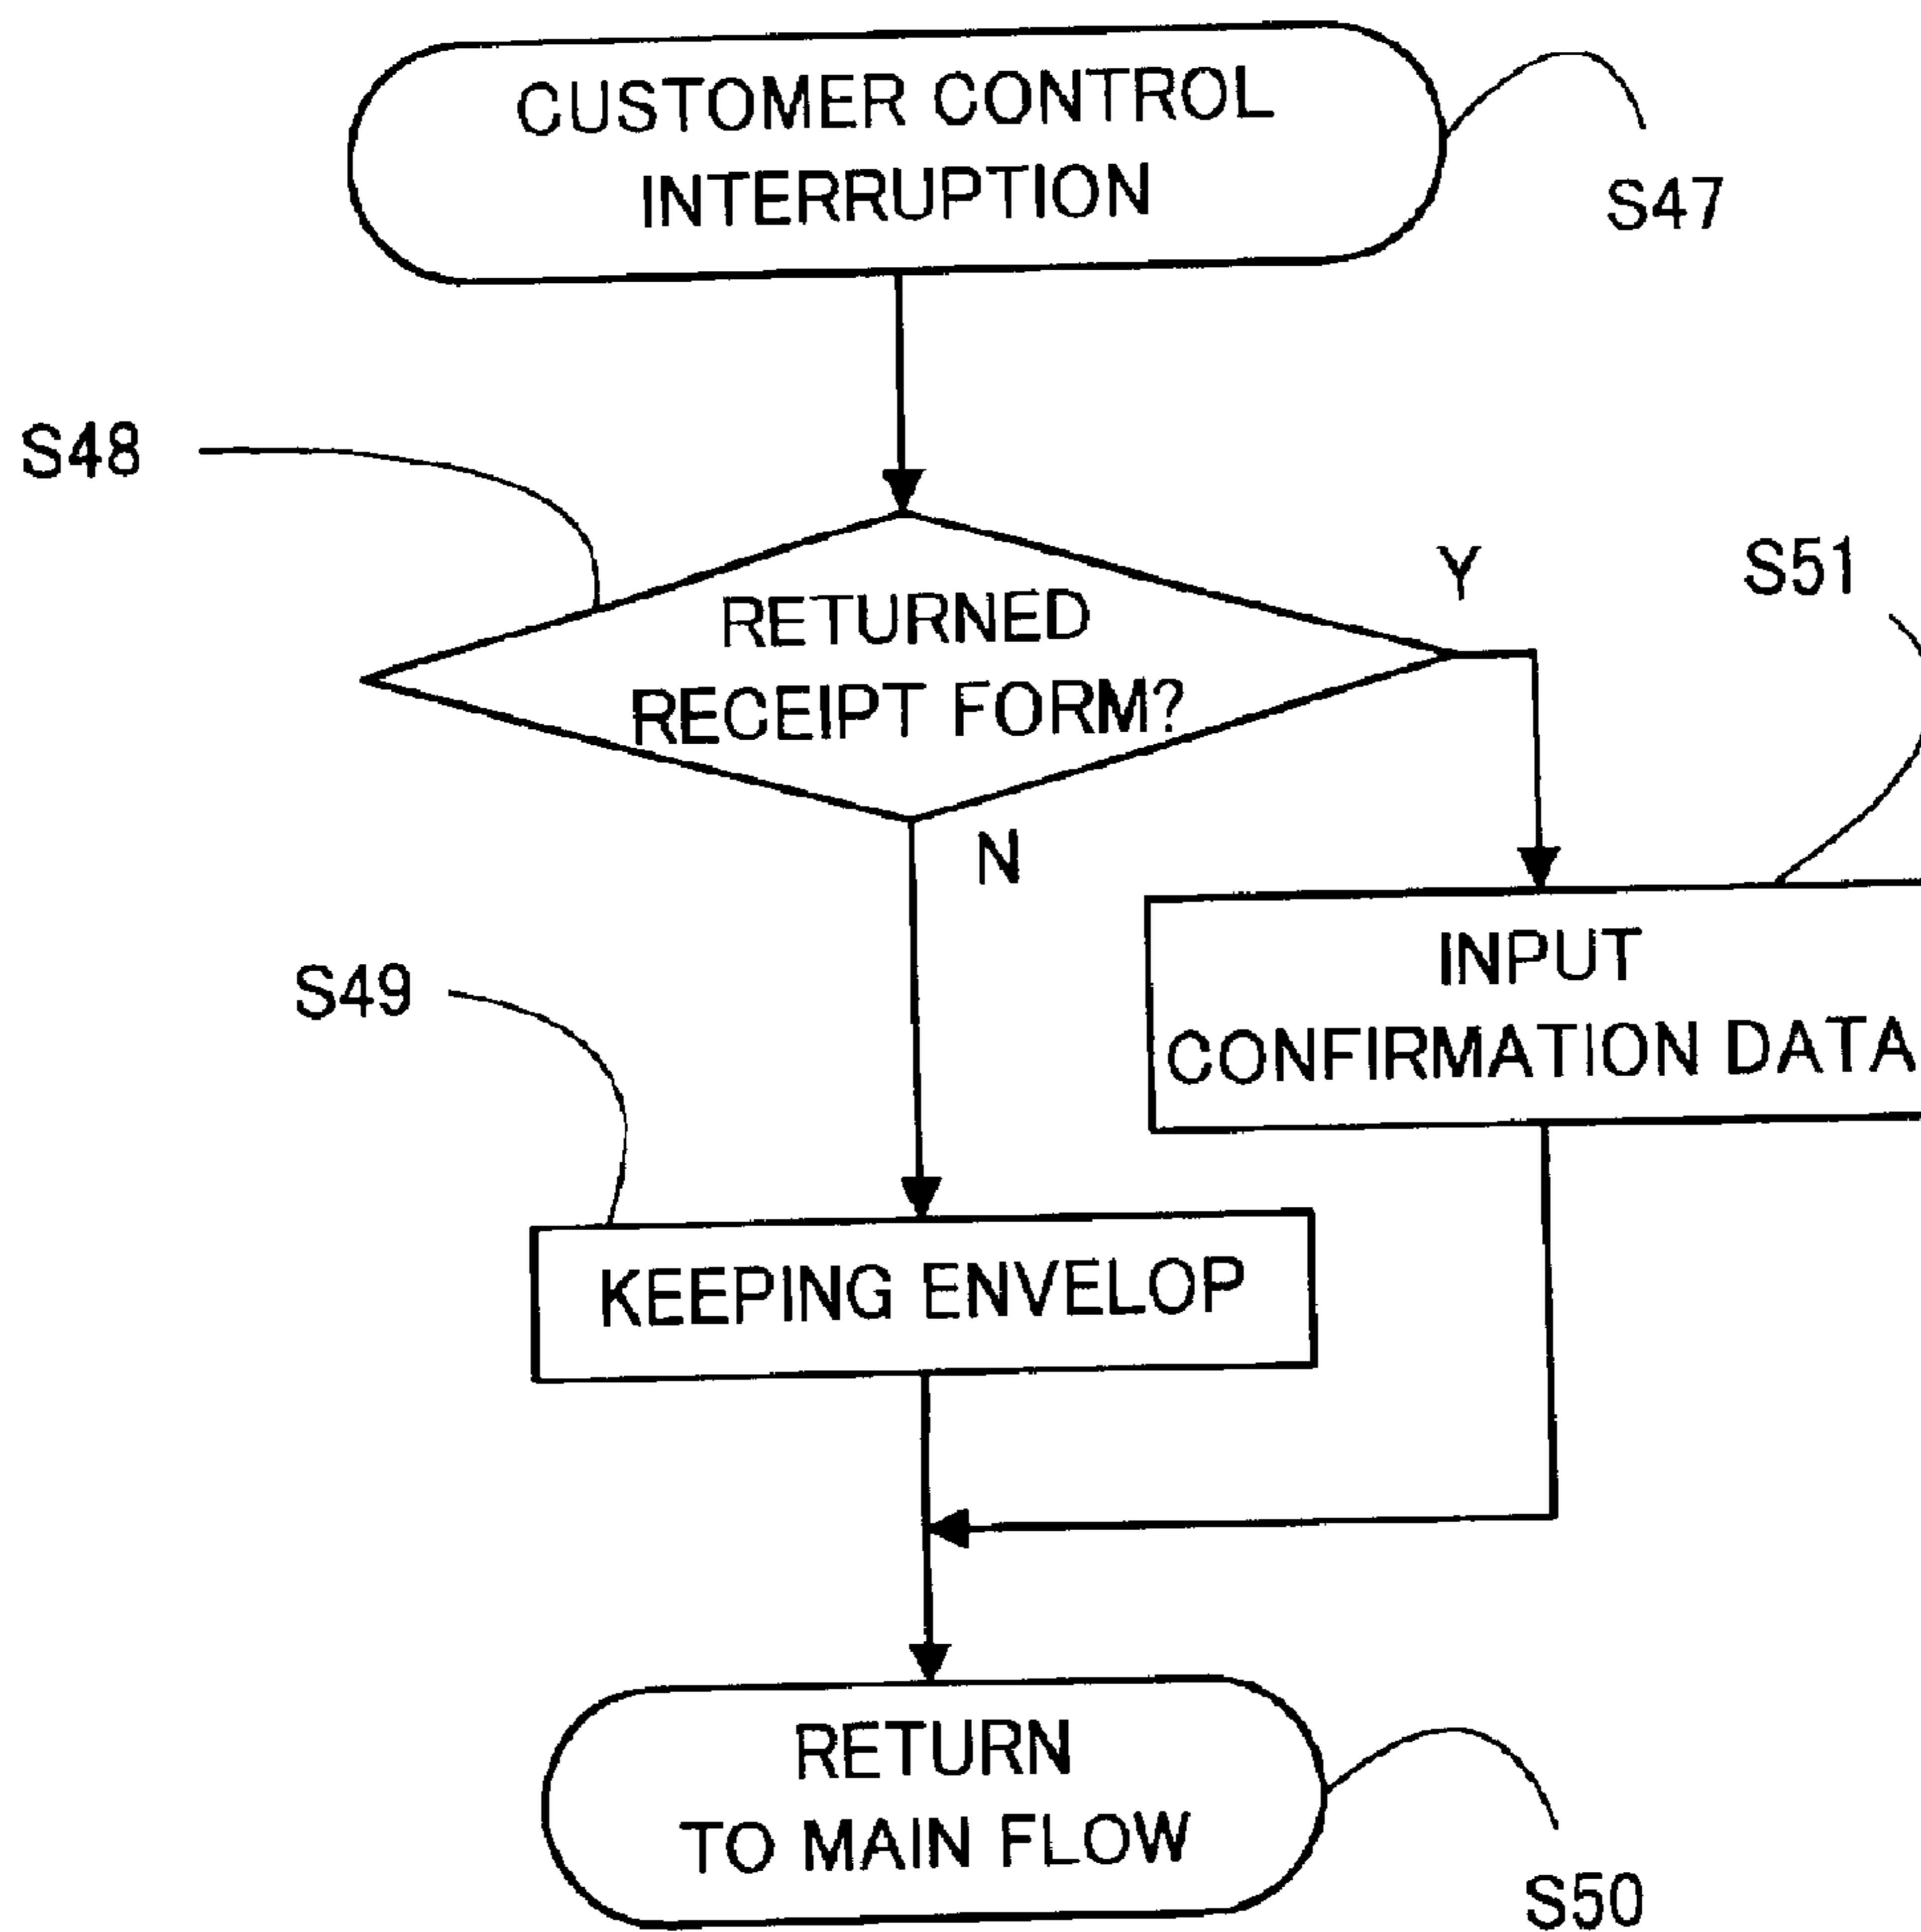 CUSTOMER CONTROL
INTERRUPTION
S47
S48
RETURNED
RECEIPT FORM?
Y
S51
N
INPUT
CONFIRMATION DATA
S49
KEEPING ENVELOP
RETURN
TO MAIN FLOW
S50